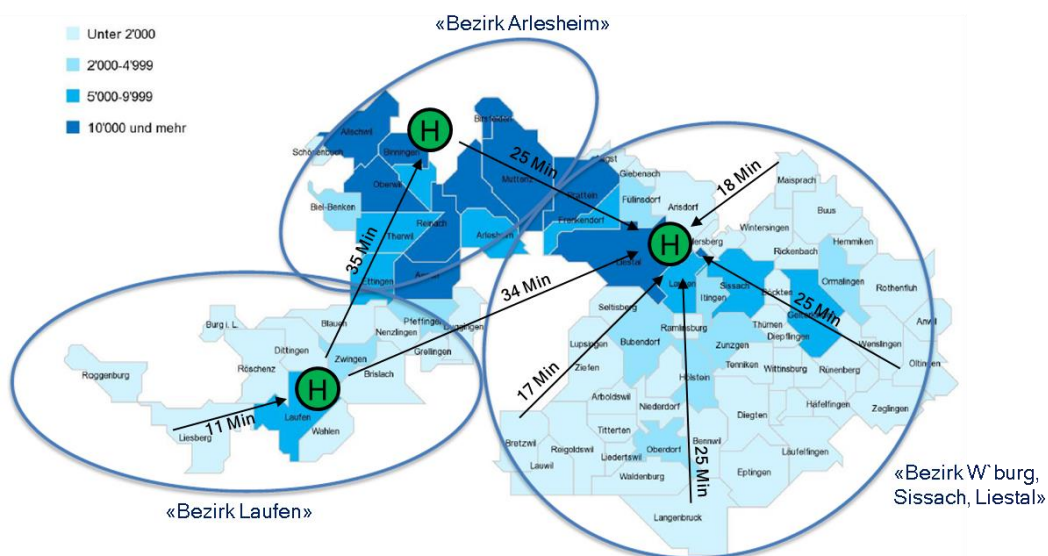 «Bezirk Arlesheim»
Unter 2'000
2'000-4'999
5'000-9'999
10'000 und mehr
Allschwil
Birsfelden
H
Schönenbuch
Binningen
25 Min
Muttenz
Oberwil
Augst
Giebenach
Maisprach
18 Min
Biel-Benken
Pratteln
Füllinsdorf
Arisdorf
Buus
Reinach
Frenkendorf
Wintersingen
Therwil
Arlesheim
H
Hemmiken
35 Min
Liestal
Rickenbach
Ormalingen
Ettingen
34 Min
Lausen
Sissach
Böckten
Rothenfluh
Itingen
25 Min
Seltisberg
Burg i. L.
Blauen
Pfeffingen
Duggingen
Nenzlingen
Ramlinsburg
Thürnen
Anwil
Lupsingen
Bubendorf
Zunzgen
Diepflingen
Wenslingen
Dittingen
Zwingen
Grellingen
Ziefen
Tenniken
Wittinsburg
Rünenberg
Oltingen
Roggenburg
Röschenz
Brislach
H
17 Min
Hölstein
Arboldswil
Niederdorf
Häfelfingen
Zeglingen
11 Min
Laufen
Diegten
Liesberg
Wahlen
Titterten
Bretzwil
Reigoldswil
Bennwil
Läufelfingen
Lauwil
Liedertswil
Oberdorf
Waldenburg
25 Min
Eptingen
«Bezirk W`burg,
Sissach, Liestal»
«Bezirk Laufen»
Langenbruck